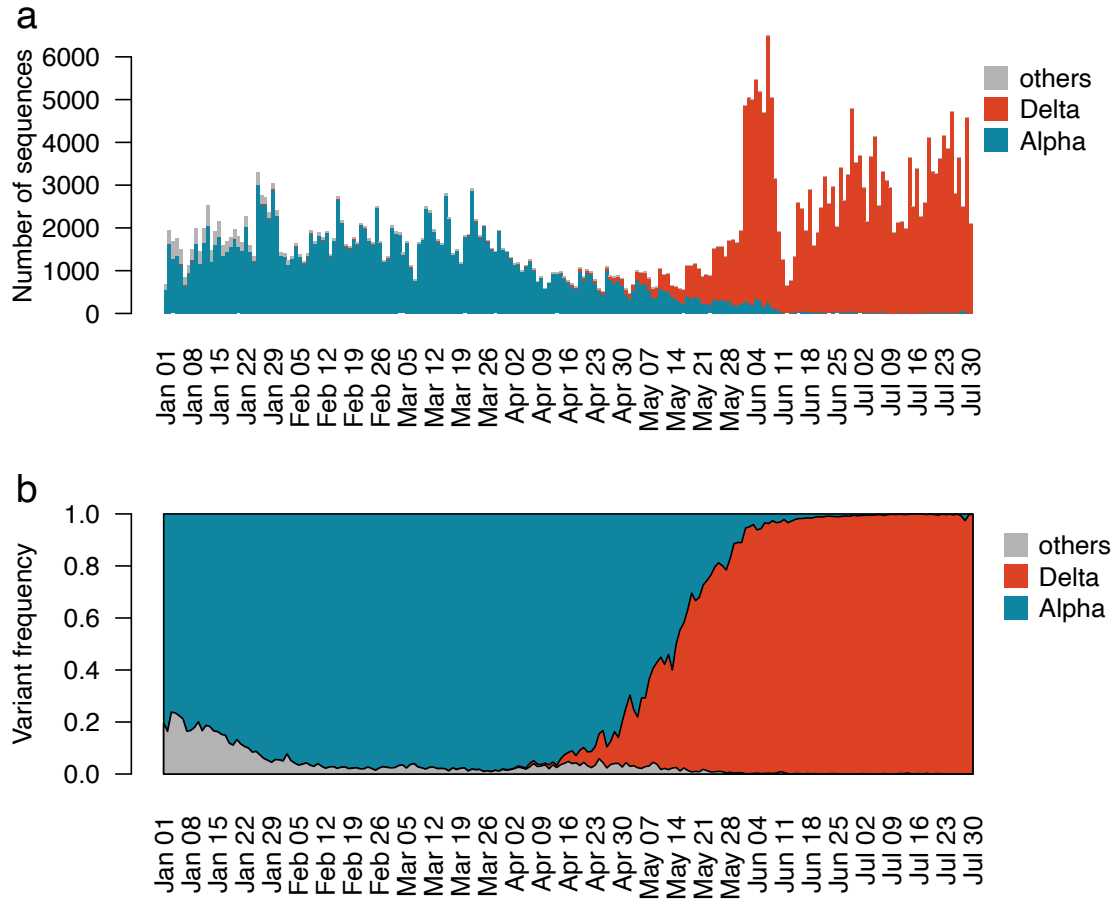 a
Number of sequences
6000
5000
4000
3000
2000
1000
0
others
Delta
Alpha
Jan 01
Jan 08
Jan 15
Jan 22
Jan 29
Feb 05
Feb 12
Feb 19
Feb 26
Mar 05
Mar 12
Mar 19
Mar 26
Apr 02
Apr 09
Apr 16
Apr 23
Apr 30
May 07
May 14
May 21
May 28
Jun 04
Jun 11
Jun 18
Jun 25
Jul 02
Jul 09
Jul 16
Jul 23
Jul 30
b
Variant frequency
1.0
0.8
0.6
0.4
0.2
0.0
others
Delta
Alpha
Jan 01
Jan 08
Jan 15
Jan 22
Jan 29
Feb 05
Feb 12
Feb 19
Feb 26
Mar 05
Mar 12
Mar 19
Mar 26
Apr 02
Apr 09
Apr 16
Apr 23
Apr 30
May 07
May 14
May 21
May 28
Jun 04
Jun 11
Jun 18
Jun 25
Jul 02
Jul 09
Jul 16
Jul 23
Jul 30